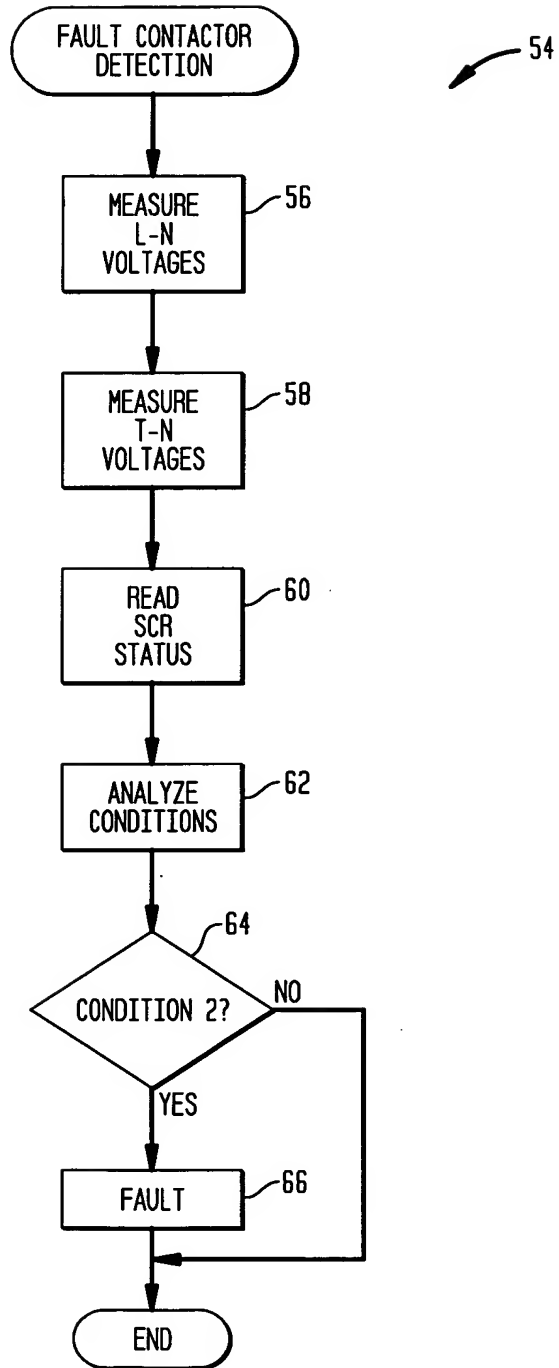 FAULT CONTACTOR
DETECTION
54
MEASURE
L-N
VOLTAGES
56
MEASURE
T-N
VOLTAGES
58
READ
SCR
STATUS
60
ANALYZE
CONDITIONS
62
64
CONDITION 2?
NO
YES
FAULT
66
END